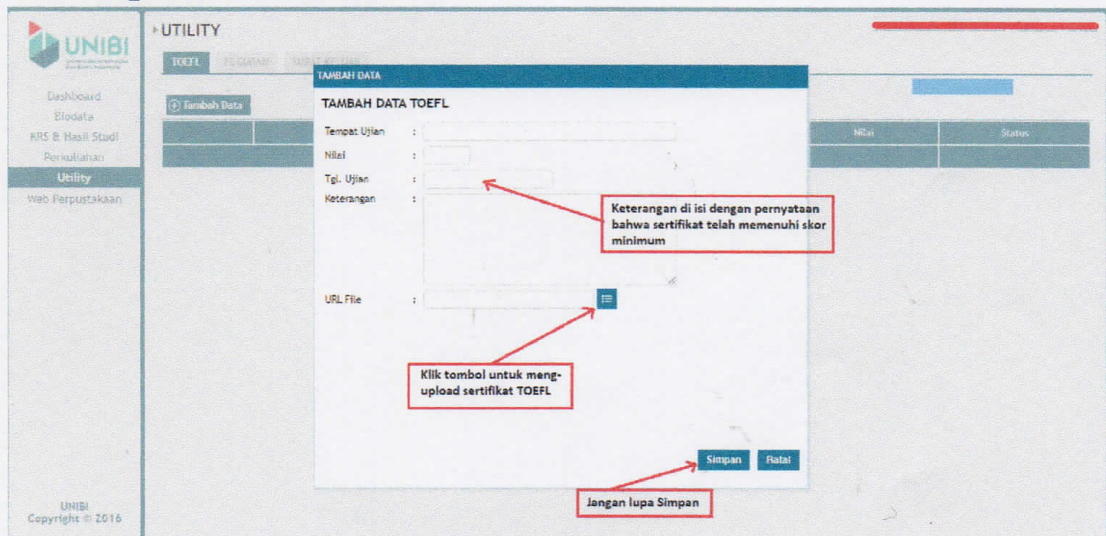 UNIBI
UTILITY
TOEFL
TAMBAH DATA
Dashboard
Biodata
KRS & Hasil Studi
Perkuliahan
Utility
Web Perpustakaan
Tambah Data
Nilai
Status
TAMBAH DATA TOEFL
Tempat Ujian :
Nilai :
Tgl. Ujian :
Keterangan :
Keterangan di isi dengan pernyataan
bahwa sertifikat telah memenuhi skor
minimum
URL File :
Klik tombol untuk meng-
upload sertifikat TOEFL
Simpan
Batal
Jangan lupa Simpan
UNIBI
Copyright © 2016